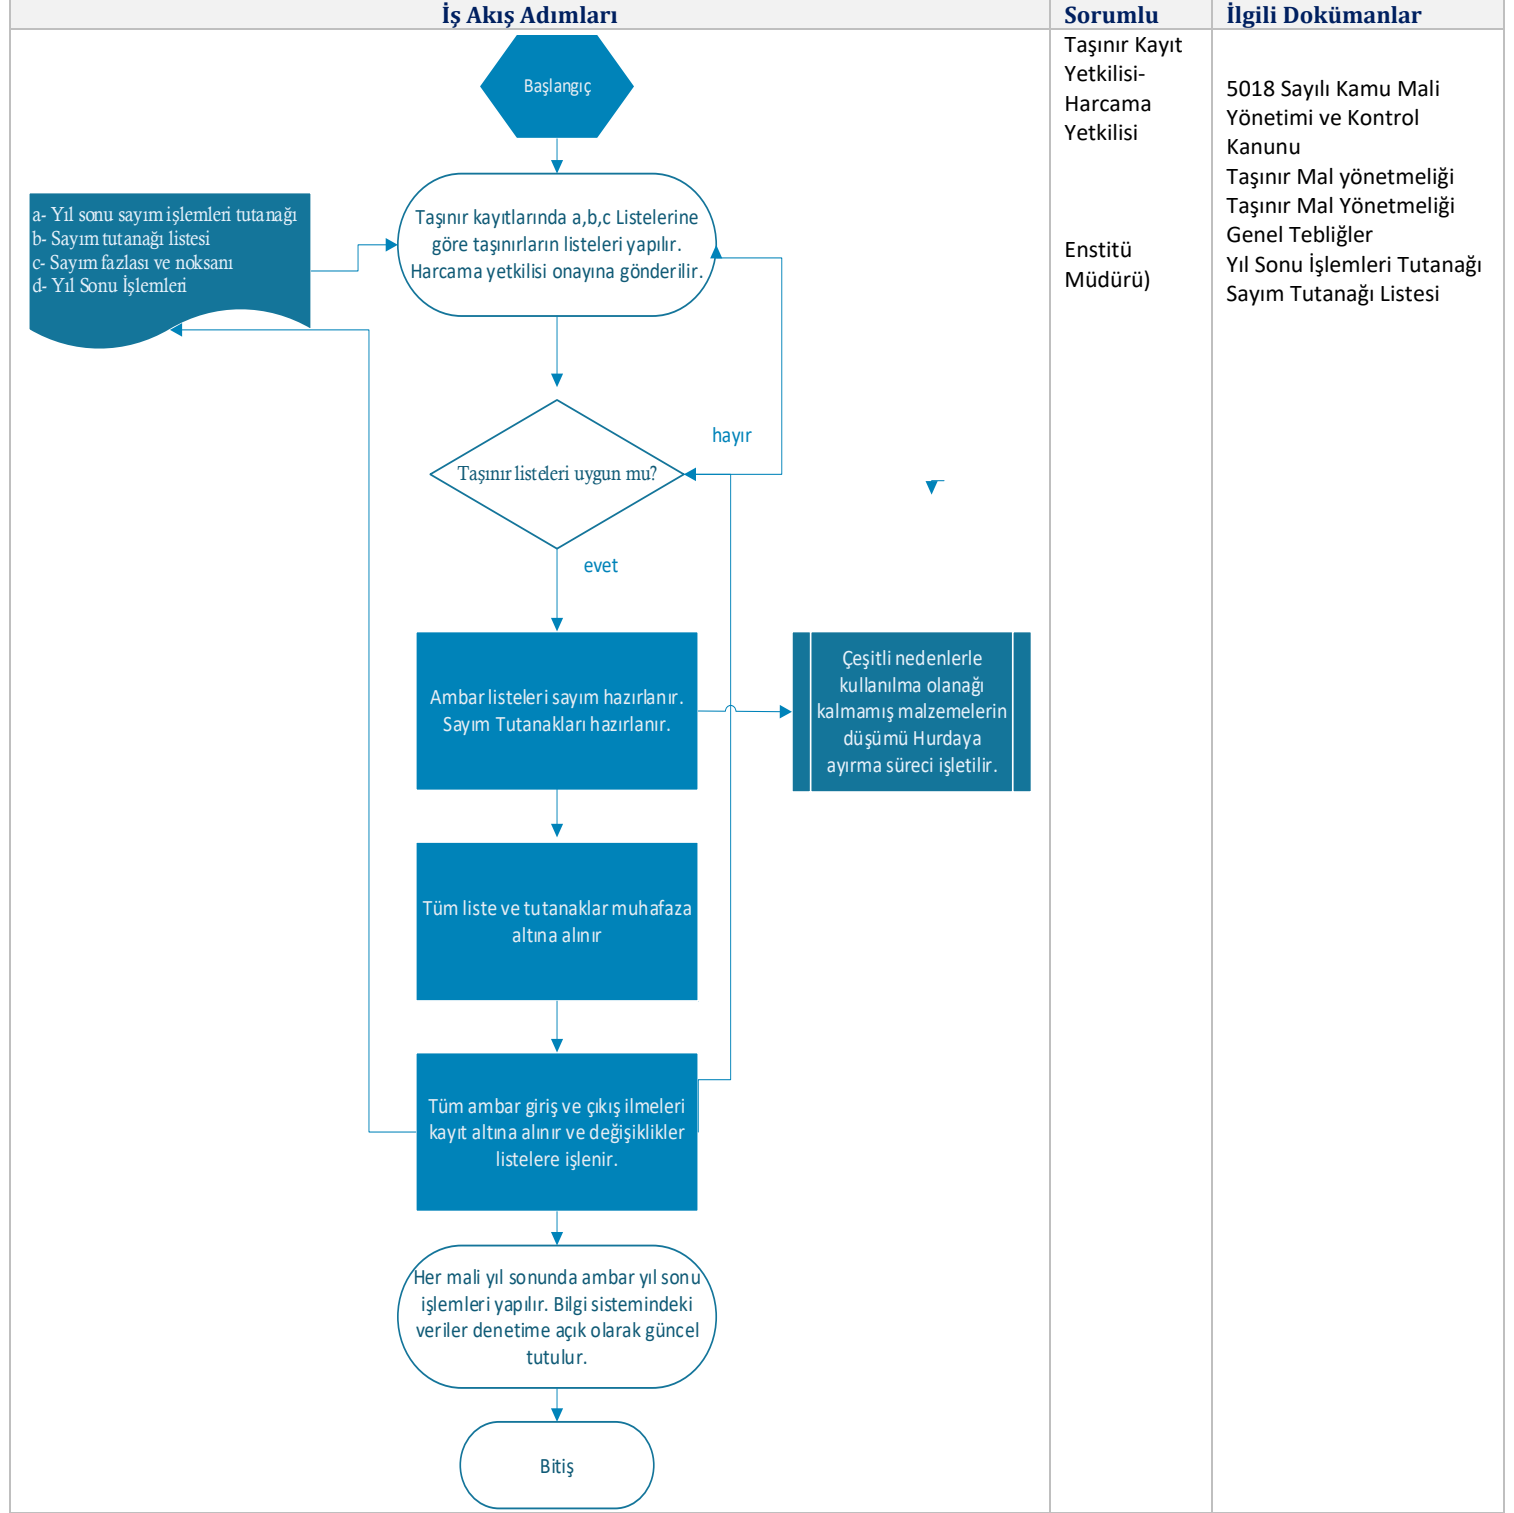 İş Akış Adımları
Sorumlu
İlgili Dokümanlar
Başlangıç
a- Yıl sonu sayım işlemleri tutanağı
b- Sayım tutanağı listesi
c- Sayım fazlası ve noksanı
d- Yıl Sonu İşlemleri
Taşınır kayıtlarında a,b,c Listelerine
göre taşınırların listeleri yapılır.
Harcama yetkilisi onayına gönderilir.
hayır
Taşınır listeleri uygun mu?
evet
Ambar listeleri sayım hazırlanır.
Sayım Tutanakları hazırlanır.
Çeşitli nedenlerle
kullanılma olanağı
kalmamış malzemelerin
düşümü Hurdaya
ayırma süreci işletilir.
Tüm liste ve tutanaklar muhafaza
altına alınır
Tüm ambar giriş ve çıkış ilmeleri
kayıt altına alınır ve değişiklikler
listelere işlenir.
Her mali yıl sonunda ambar yıl sonu
işlemleri yapılır. Bilgi sistemindeki
veriler denetime açık olarak güncel
tutulur.
Bitiş
Taşınır Kayıt
Yetkilisi-
Harcama
Yetkilisi
Enstitü
Müdürü)
5018 Sayılı Kamu Mali
Yönetimi ve Kontrol
Kanunu
Taşınır Mal yönetmeliği
Taşınır Mal Yönetmeliği
Genel Tebliğler
Yıl Sonu İşlemleri Tutanağı
Sayım Tutanağı Listesi